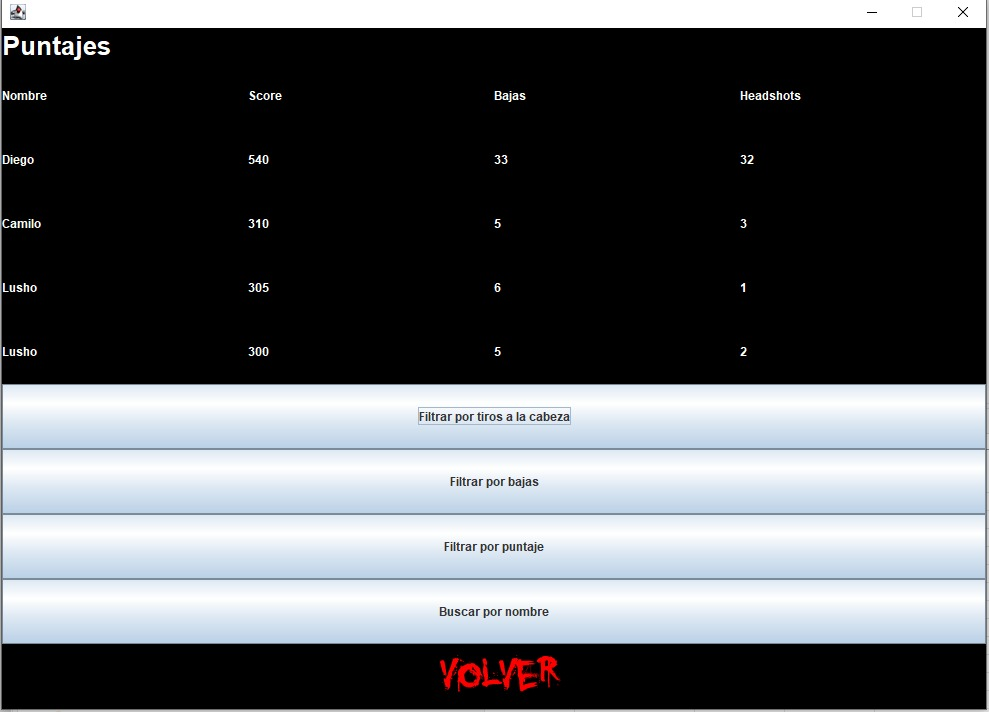 Puntajes
Nombre Score Bajas Headshots
Diego 540 33 32
Camilo 310 5 3
Lusho 305 6 1
Lusho 300 5 2
Filtrar por tiros a la cabeza
Filtrar por bajas
Filtrar por puntaje
Buscar por nombre
VOLVER